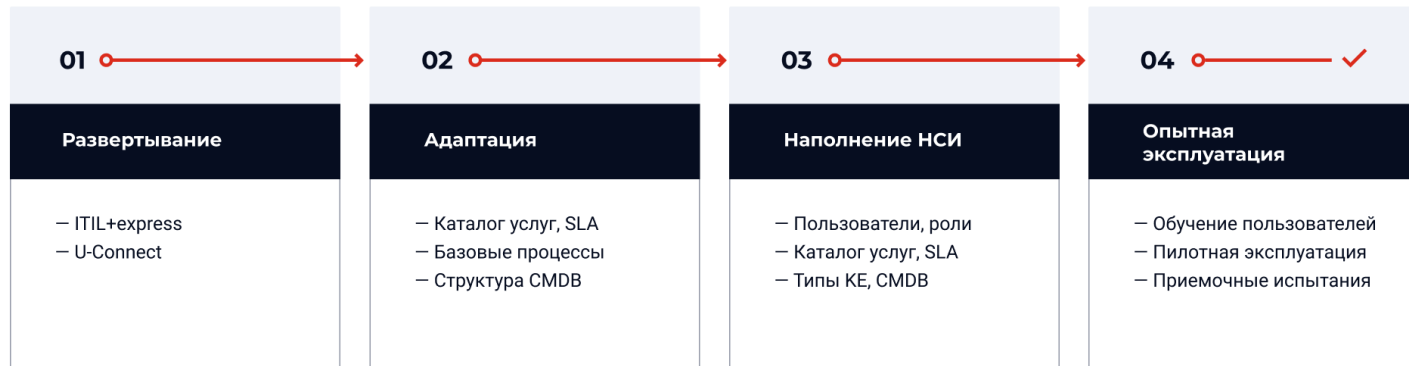 01
Развертывание
— ITIL+express
— U-Connect
02
Адаптация
— Каталог услуг, SLA
— Базовые процессы
— Структура CMDB
03
Наполнение НСИ
— Пользователи, роли
— Каталог услуг, SLA
— Типы КЕ, CMDB
04
Опытная
эксплуатация
— Обучение пользователей
— Пилотная эксплуатация
— Приемочные испытания